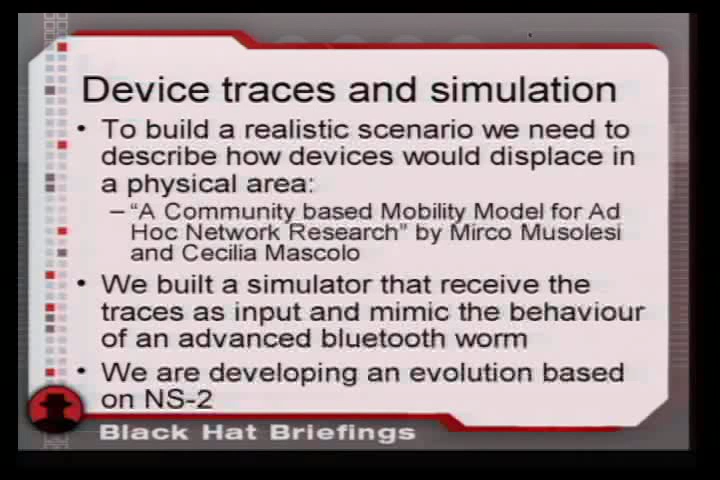 Device traces and simulation
• To build a realistic scenario we need to
describe how devices would displace in
a physical area:
– “A Community based Mobility Model for Ad
Hoc Network Research” by Mirco Musolesi
and Cecilia Mascolo
• We built a simulator that receive the
traces as input and mimic the behaviour
of an advanced bluetooth worm
• We are developing an evolution based
on NS-2
Black Hat Briefings